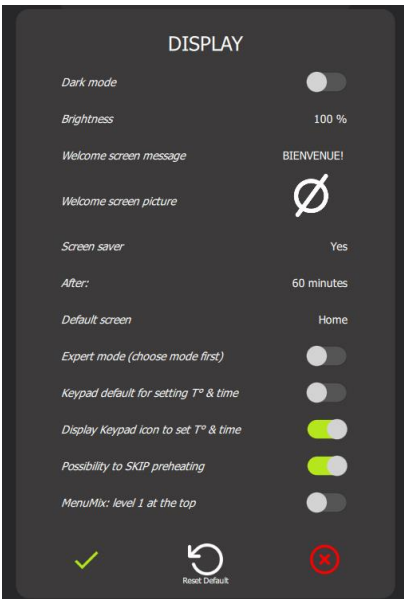 DISPLAY
Dark mode
Brightness 100 %
Welcome screen message BIENVENUE!
Welcome screen picture
Screen saver Yes
After: 60 minutes
Default screen Home
Expert mode (choose mode first)
Keypad default for setting T° & time
Display Keypad icon to set T° & time
Possibility to SKIP preheating
MenuMix: level 1 at the top
Reset Default